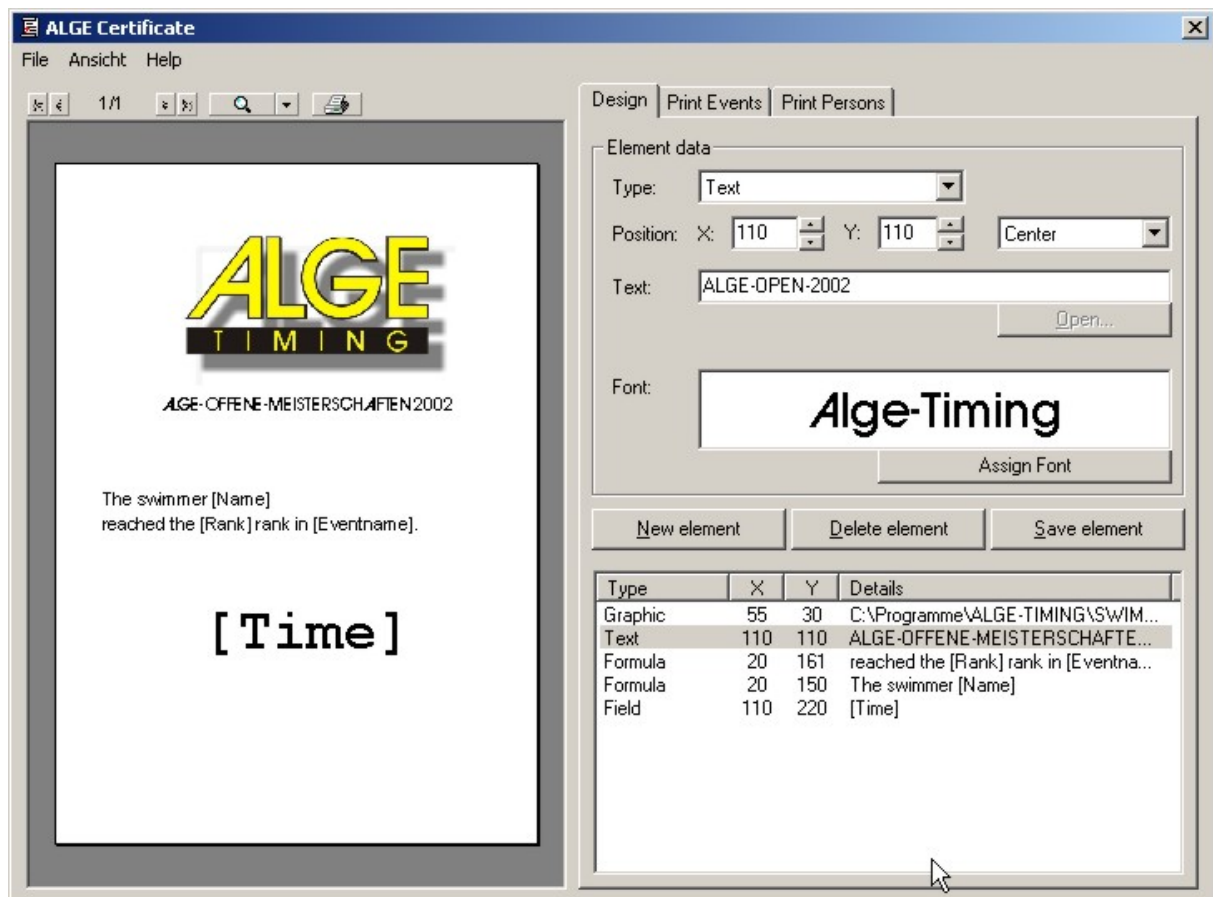 ALGE Certificate
File Ansicht Help
1/1
Design Print Events Print Persons
ALGE
TIMING
ALGE-OFFENE-MEISTERSCHAFTEN 2002
The swimmer [Name]
reached the [Rank] rank in [Eventname].
[Time]
Element data
Type: Text
Position: X: 110 Y: 110 Center
Text: ALGE-OPEN-2002
Open...
Font: Alge-Timing
Assign Font
New element Delete element Save element
Type X Y Details
Graphic 55 30 C:\Programme\ALGE-TIMING\SWIM...
Text 110 110 ALGE-OFFENE-MEISTERSCHAFTE...
Formula 20 161 reached the [Rank] rank in [Eventna...
Formula 20 150 The swimmer [Name]
Field 110 220 [Time]